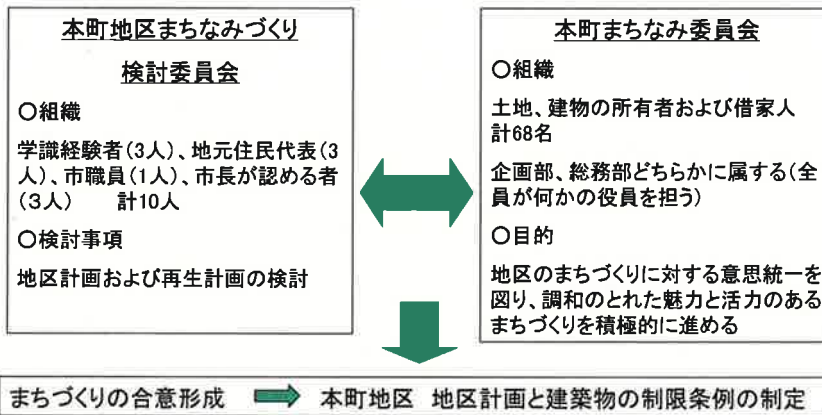 本町地区まちなみづくり
検討委員会
〇組織
学識経験者(3人)、地元住民代表(3
人)、市職員(1人)、市長が認める者
(3人)　計10人
〇検討事項
地区計画および再生計画の検討
本町まちなみ委員会
〇組織
土地、建物の所有者および借家人
計68名
企画部、総務部どちらかに属する(全
員が何かの役員を担う)
〇目的
地区のまちづくりに対する意思統一を
図り、調和のとれた魅力と活力のある
まちづくりを積極的に進める
まちづくりの合意形成　本町地区　地区計画と建築物の制限条例の制定